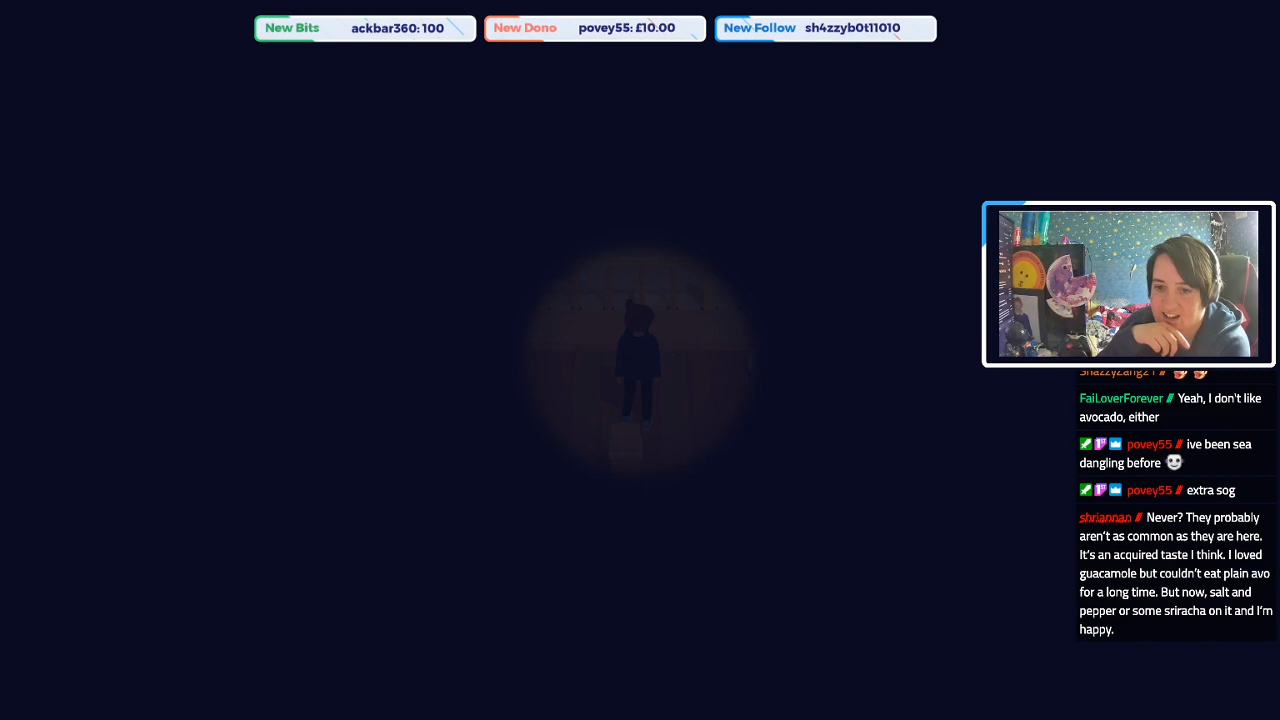 New Bits ackbar360: 100
New Dono povey55: £10.00
New Follow sh4zzyb0t11010
FaiLoverForever // Yeah, I don't like
avocado, either
povey55 // ive been sea
dangling before
povey55 // extra sog
shriannan // Never? They probably
aren't as common as they are here.
It's an acquired taste I think. I loved
guacamole but couldn't eat plain avo
for a long time. But now, salt and
pepper or some sriracha on it and I'm
happy.